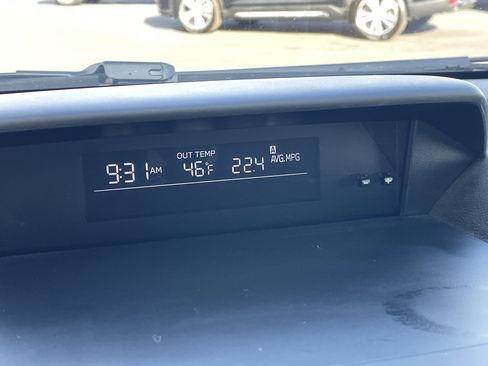 OUT TEMP
9:31 AM 46°F 22.4 A AVG.MPG